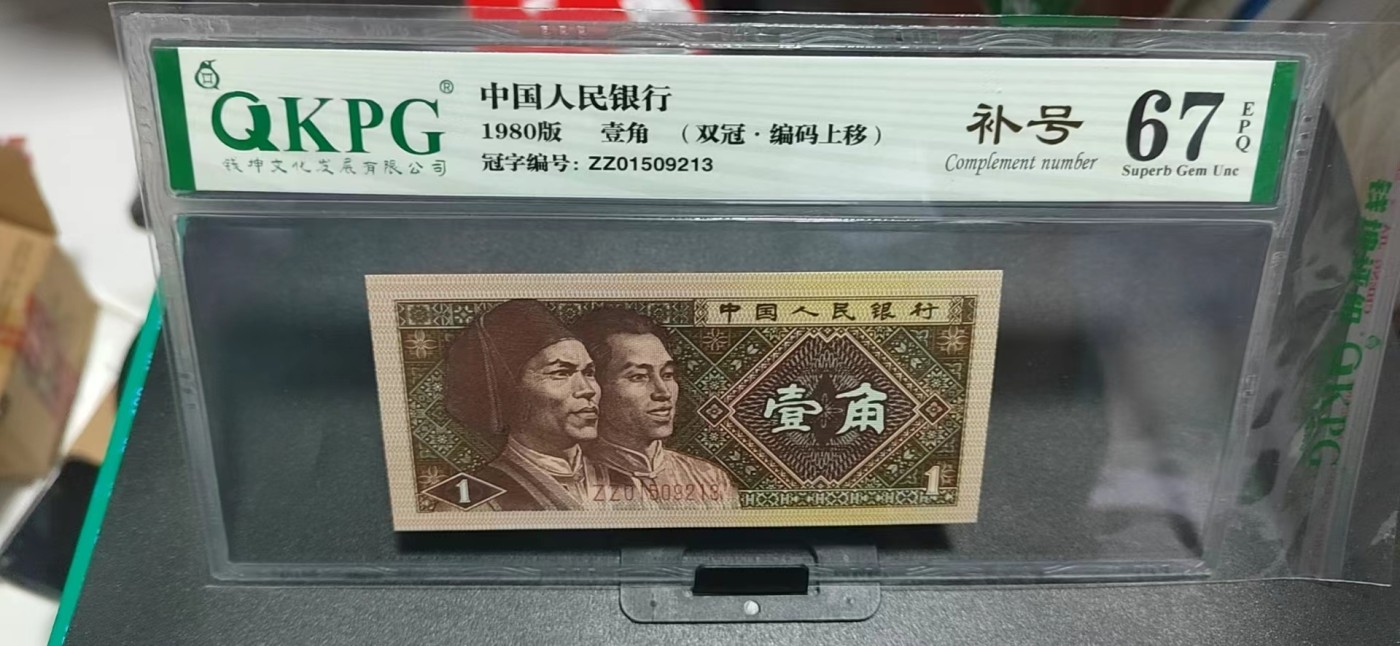 QKPG®
钱坤文化发展有限公司
中国人民银行
1980版 壹角 （双冠·编码上移）
冠字编号: ZZ01509213
补号
Complement number
67
EPQ
Superb Gem Unc
中国人民银行
壹角
1
ZZ01509213
1
QKPG